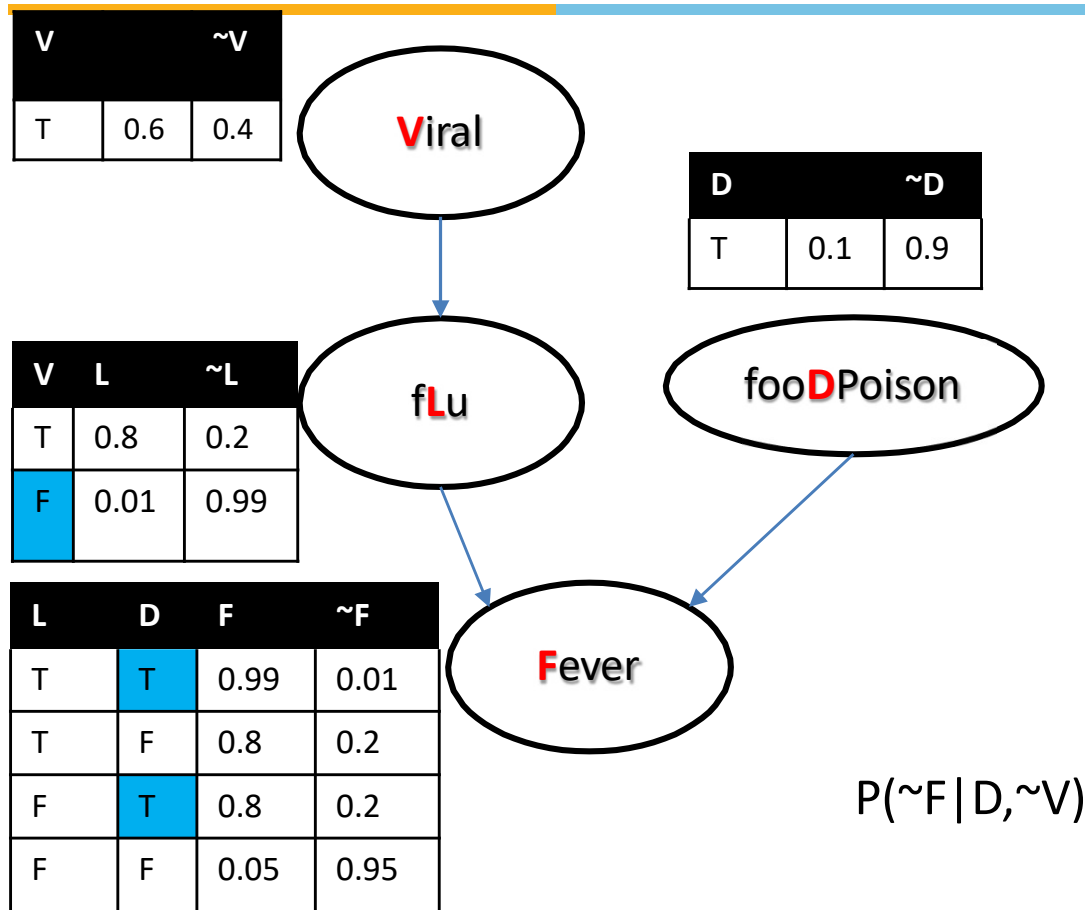 V ~V
T 0.6 0.4
Viral
D ~D
T 0.1 0.9
V L ~L
T 0.8 0.2
F 0.01 0.99
fLu
fooDPoison
L D F ~F
T T 0.99 0.01
T F 0.8 0.2
F T 0.8 0.2
F F 0.05 0.95
Fever
P(~F|D,~V)